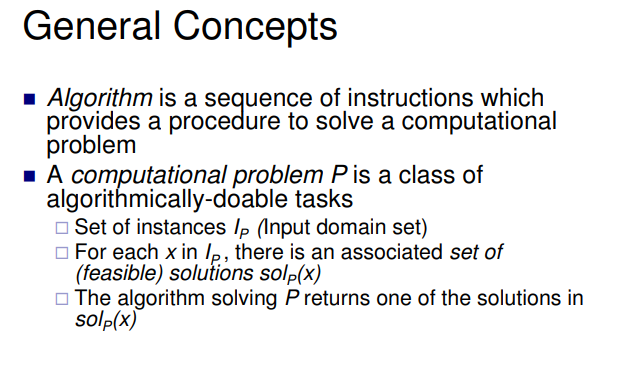 General Concepts
Algorithm is a sequence of instructions which
provides a procedure to solve a computational
problem
A computational problem P is a class of
algorithmically-doable tasks
Set of instances I_P (Input domain set)
For each x in I_P, there is an associated set of
(feasible) solutions sol_P(x)
The algorithm solving P returns one of the solutions in
sol_P(x)